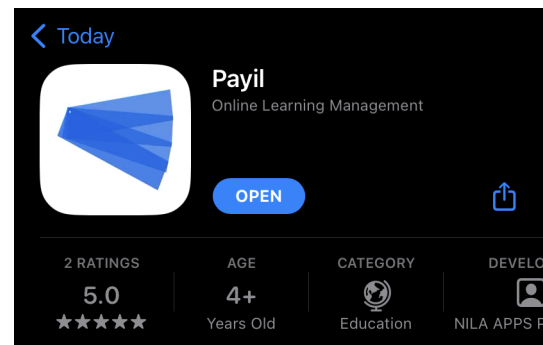 Today
Payil
Online Learning Management
OPEN
2 RATINGS
AGE
CATEGORY
5.0
4+
Years Old
Education
NILA APPS